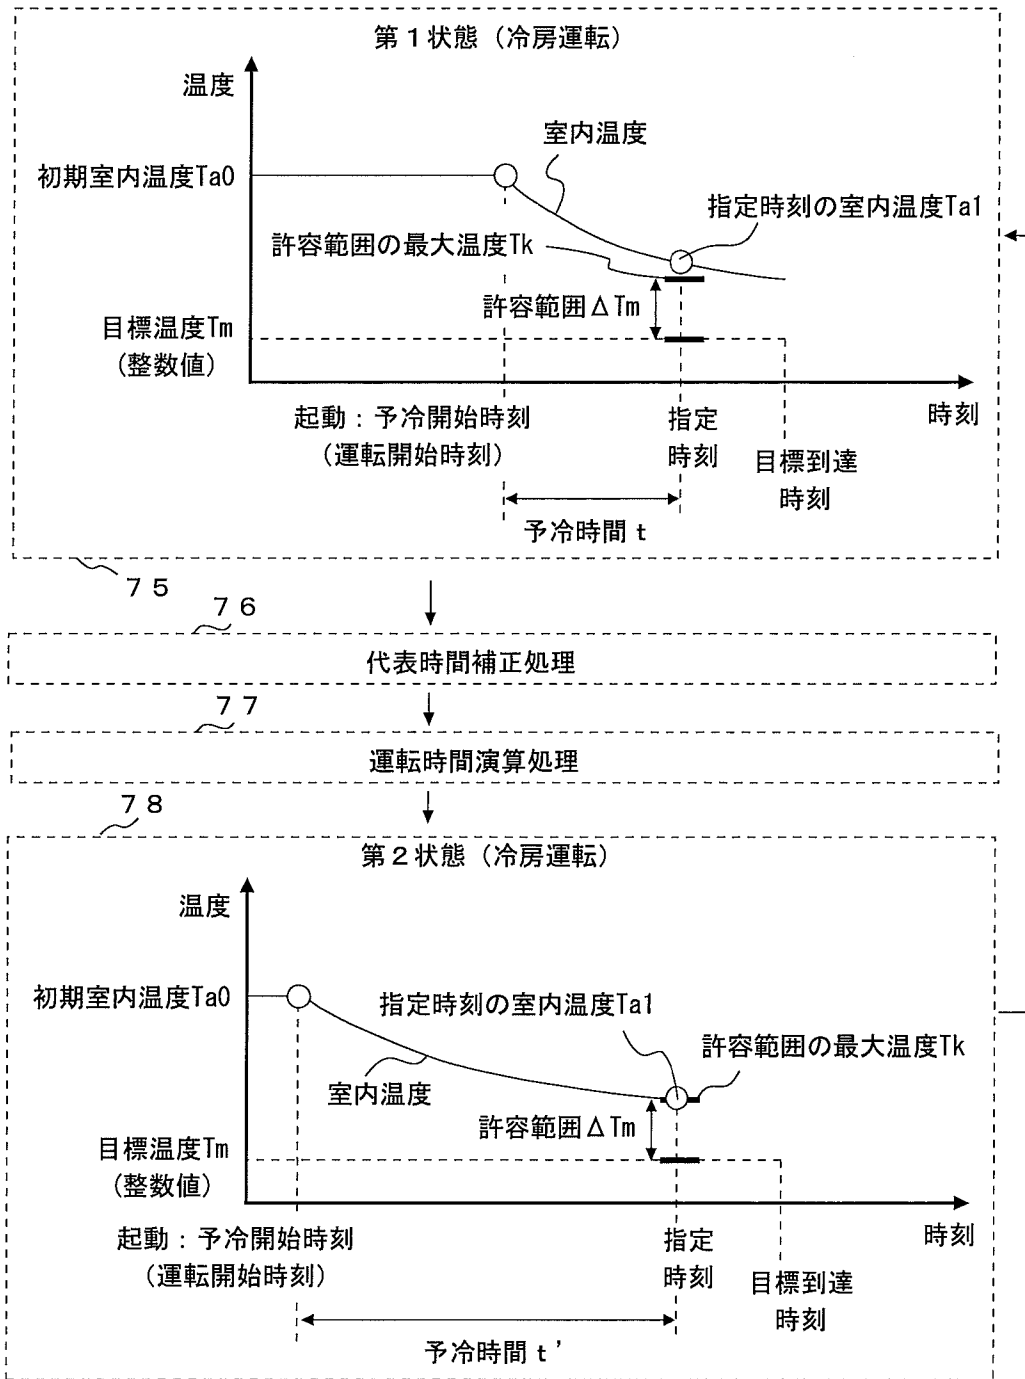 第1状態（冷房運転）
温度
室内温度
初期室内温度Ta0
指定時刻の室内温度Ta1
許容範囲の最大温度Tk
許容範囲ΔTm
目標温度Tm
（整数値）
時刻
起動：予冷開始時刻
（運転開始時刻）
指定
時刻
目標到達
時刻
予冷時間 t
７５
７６
代表時間補正処理
７７
運転時間演算処理
７８
第2状態（冷房運転）
温度
初期室内温度Ta0
指定時刻の室内温度Ta1
許容範囲の最大温度Tk
室内温度
許容範囲ΔTm
目標温度Tm
（整数値）
時刻
起動：予冷開始時刻
（運転開始時刻）
指定
時刻
目標到達
時刻
予冷時間 t'